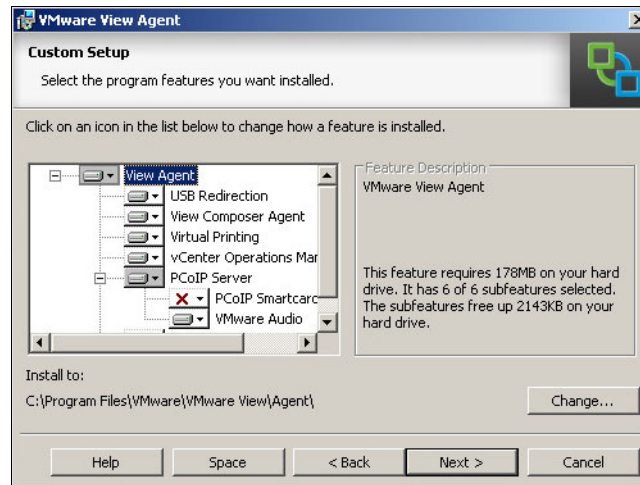 VMware View Agent
Custom Setup
Select the program features you want installed.
Click on an icon in the list below to change how a feature is installed.
View Agent
USB Redirection
View Composer Agent
Virtual Printing
vCenter Operations Mar
PCoIP Server
PCoIP Smartcarc
VMware Audio
Feature Description
VMware View Agent
This feature requires 178MB on your hard
drive. It has 6 of 6 subfeatures selected.
The subfeatures free up 2143KB on your
hard drive.
Install to:
C:\Program Files\VMware\VMware View\Agent\
Change...
Help
Space
< Back
Next >
Cancel